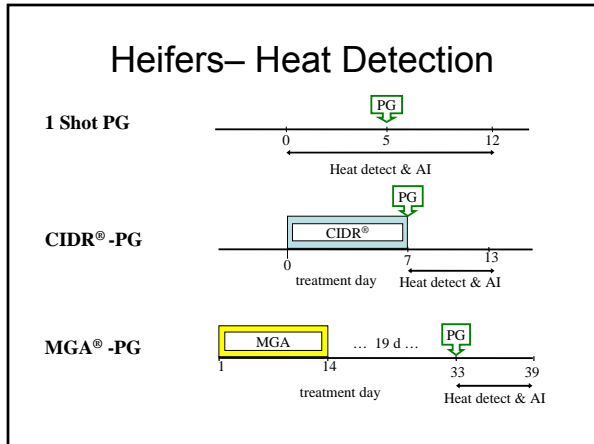 Heifers– Heat Detection
1 Shot PG
PG
0 5 12
Heat detect & AI
CIDR® -PG
PG
CIDR®
0 7 13
treatment day Heat detect & AI
MGA® -PG
MGA … 19 d … PG
1 14 33 39
treatment day Heat detect & AI